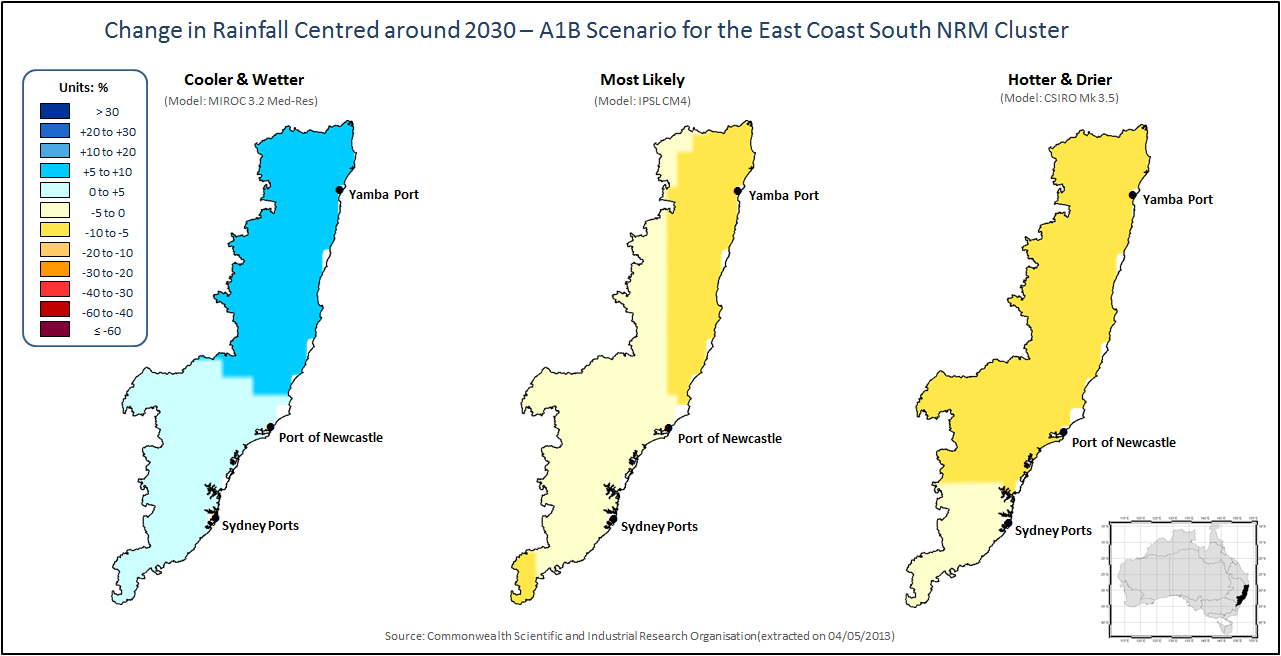 Change in Rainfall Centred around 2030 – A1B Scenario for the East Coast South NRM Cluster
Units: %
> 30
+20 to +30
+10 to +20
+5 to +10
0 to +5
-5 to 0
-10 to -5
-20 to -10
-30 to -20
-40 to -30
-60 to -40
≤ -60
Cooler & Wetter
(Model: MIROC 3.2 Med-Res)
Yamba Port
Port of Newcastle
Sydney Ports
Most Likely
(Model: IPSL CM4)
Yamba Port
Port of Newcastle
Sydney Ports
Hotter & Drier
(Model: CSIRO Mk 3.5)
Yamba Port
Port of Newcastle
Sydney Ports
Source: Commonwealth Scientific and Industrial Research Organisation(extracted on 04/05/2013)